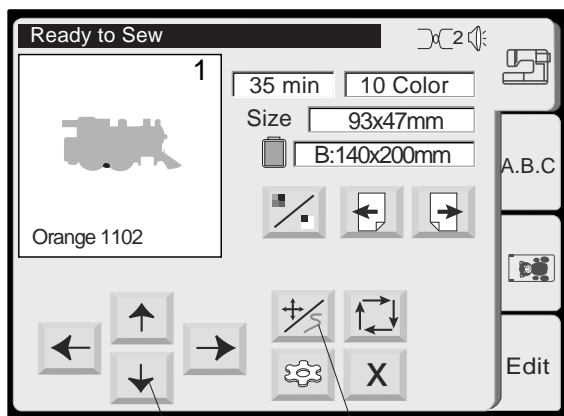 Ready to Sew
2
1
35 min
10 Color
Size
93x47mm
B:140x200mm
A.B.C
Orange 1102
X
Edit